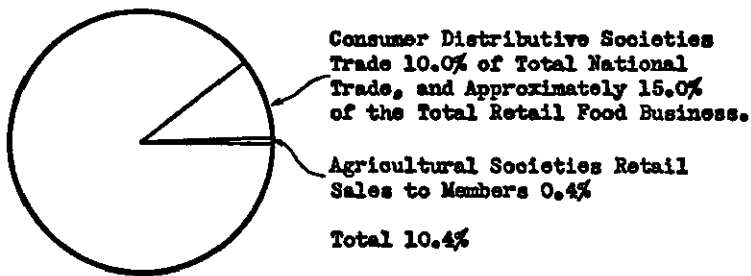 Consumer Distributive Societies
Trade 10.0% of Total National
Trade, and Approximately 15.0%
of the Total Retail Food Business.
Agricultural Societies Retail
Sales to Members 0.4%
Total 10.4%